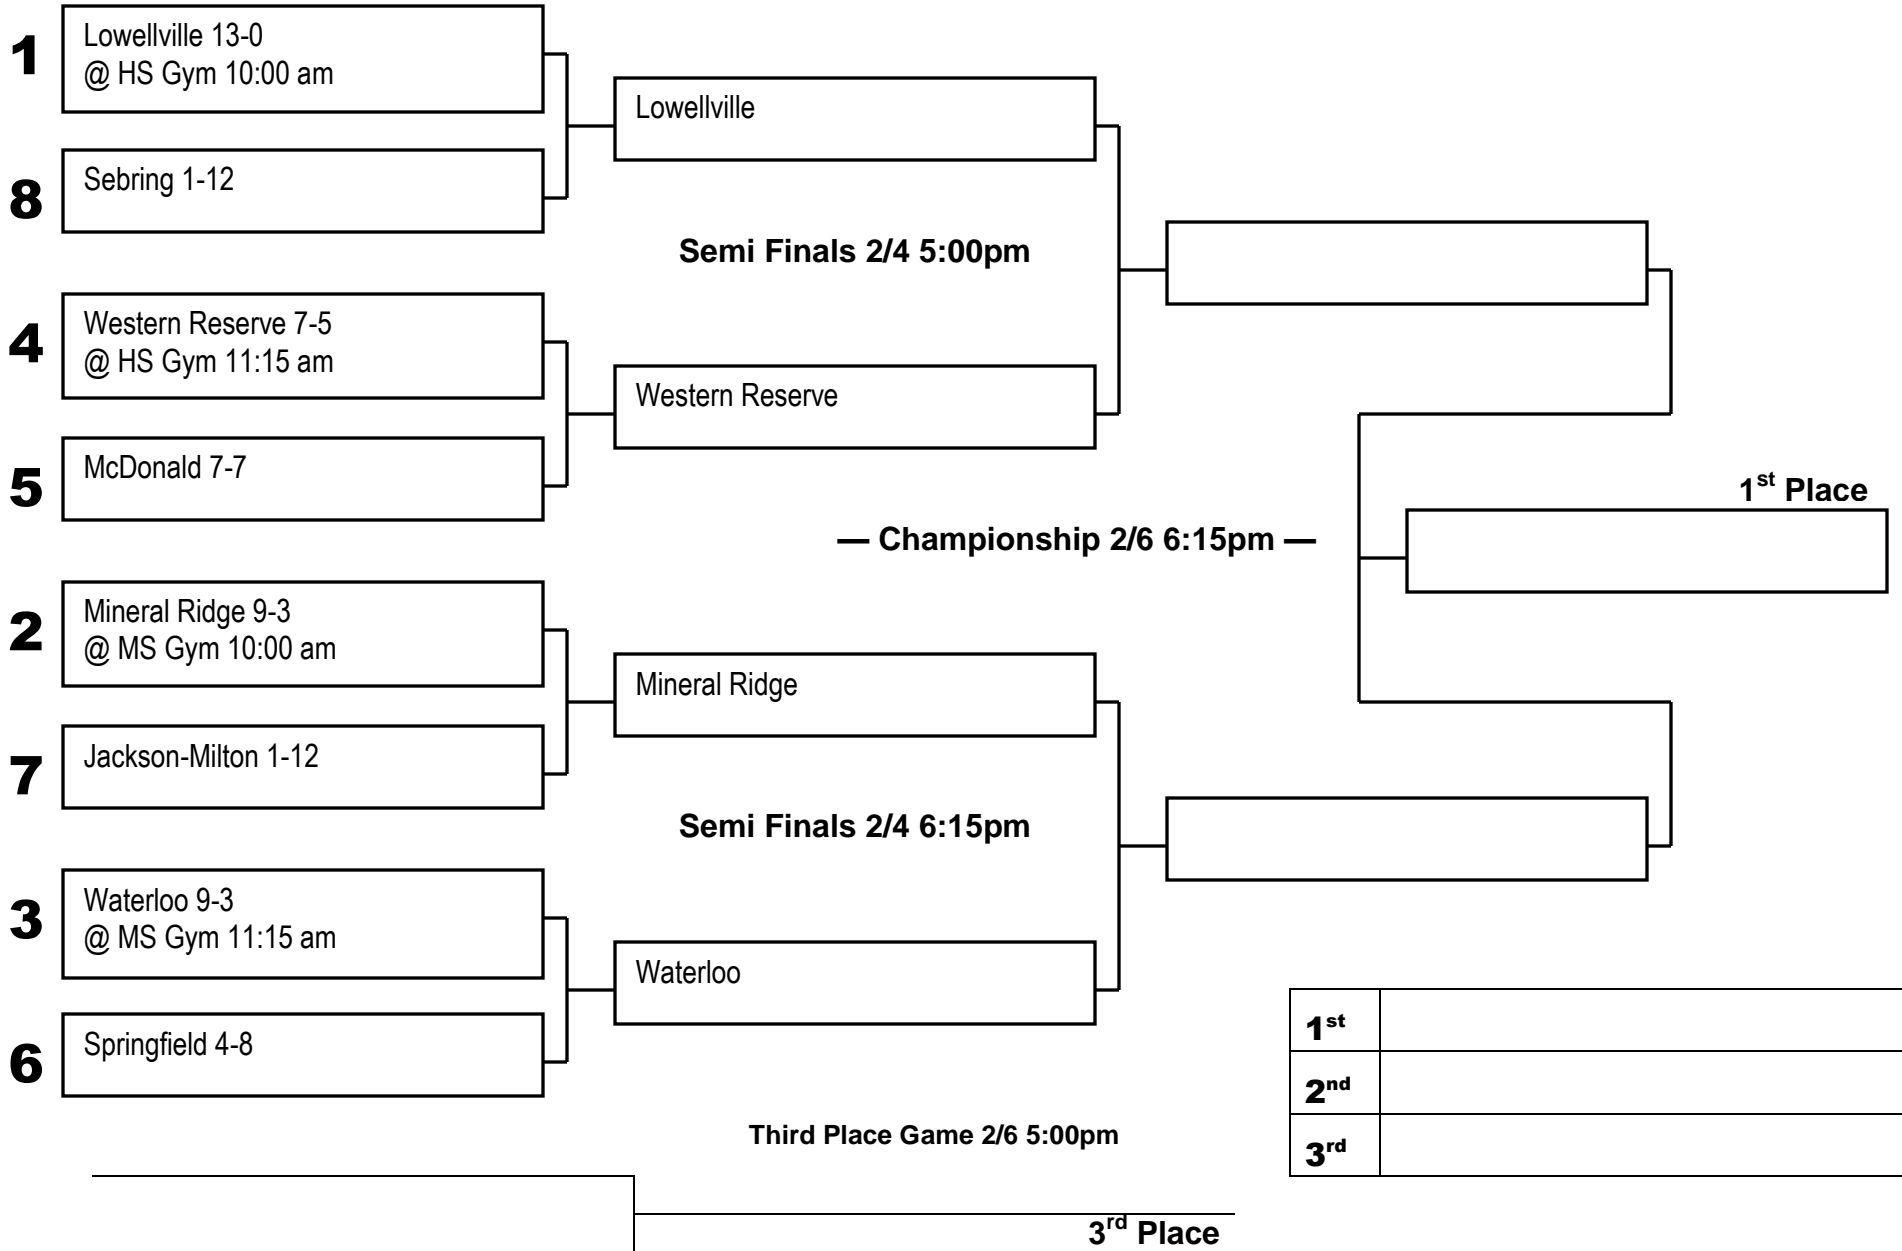 1
Lowellville 13-0
@ HS Gym 10:00 am
Lowellville
8
Sebring 1-12
Semi Finals 2/4 5:00pm
4
Western Reserve 7-5
@ HS Gym 11:15 am
Western Reserve
5
McDonald 7-7
1st Place
— Championship 2/6 6:15pm —
2
Mineral Ridge 9-3
@ MS Gym 10:00 am
Mineral Ridge
7
Jackson-Milton 1-12
Semi Finals 2/4 6:15pm
3
Waterloo 9-3
@ MS Gym 11:15 am
Waterloo
6
Springfield 4-8
1st
2nd
3rd
Third Place Game 2/6 5:00pm
3rd Place